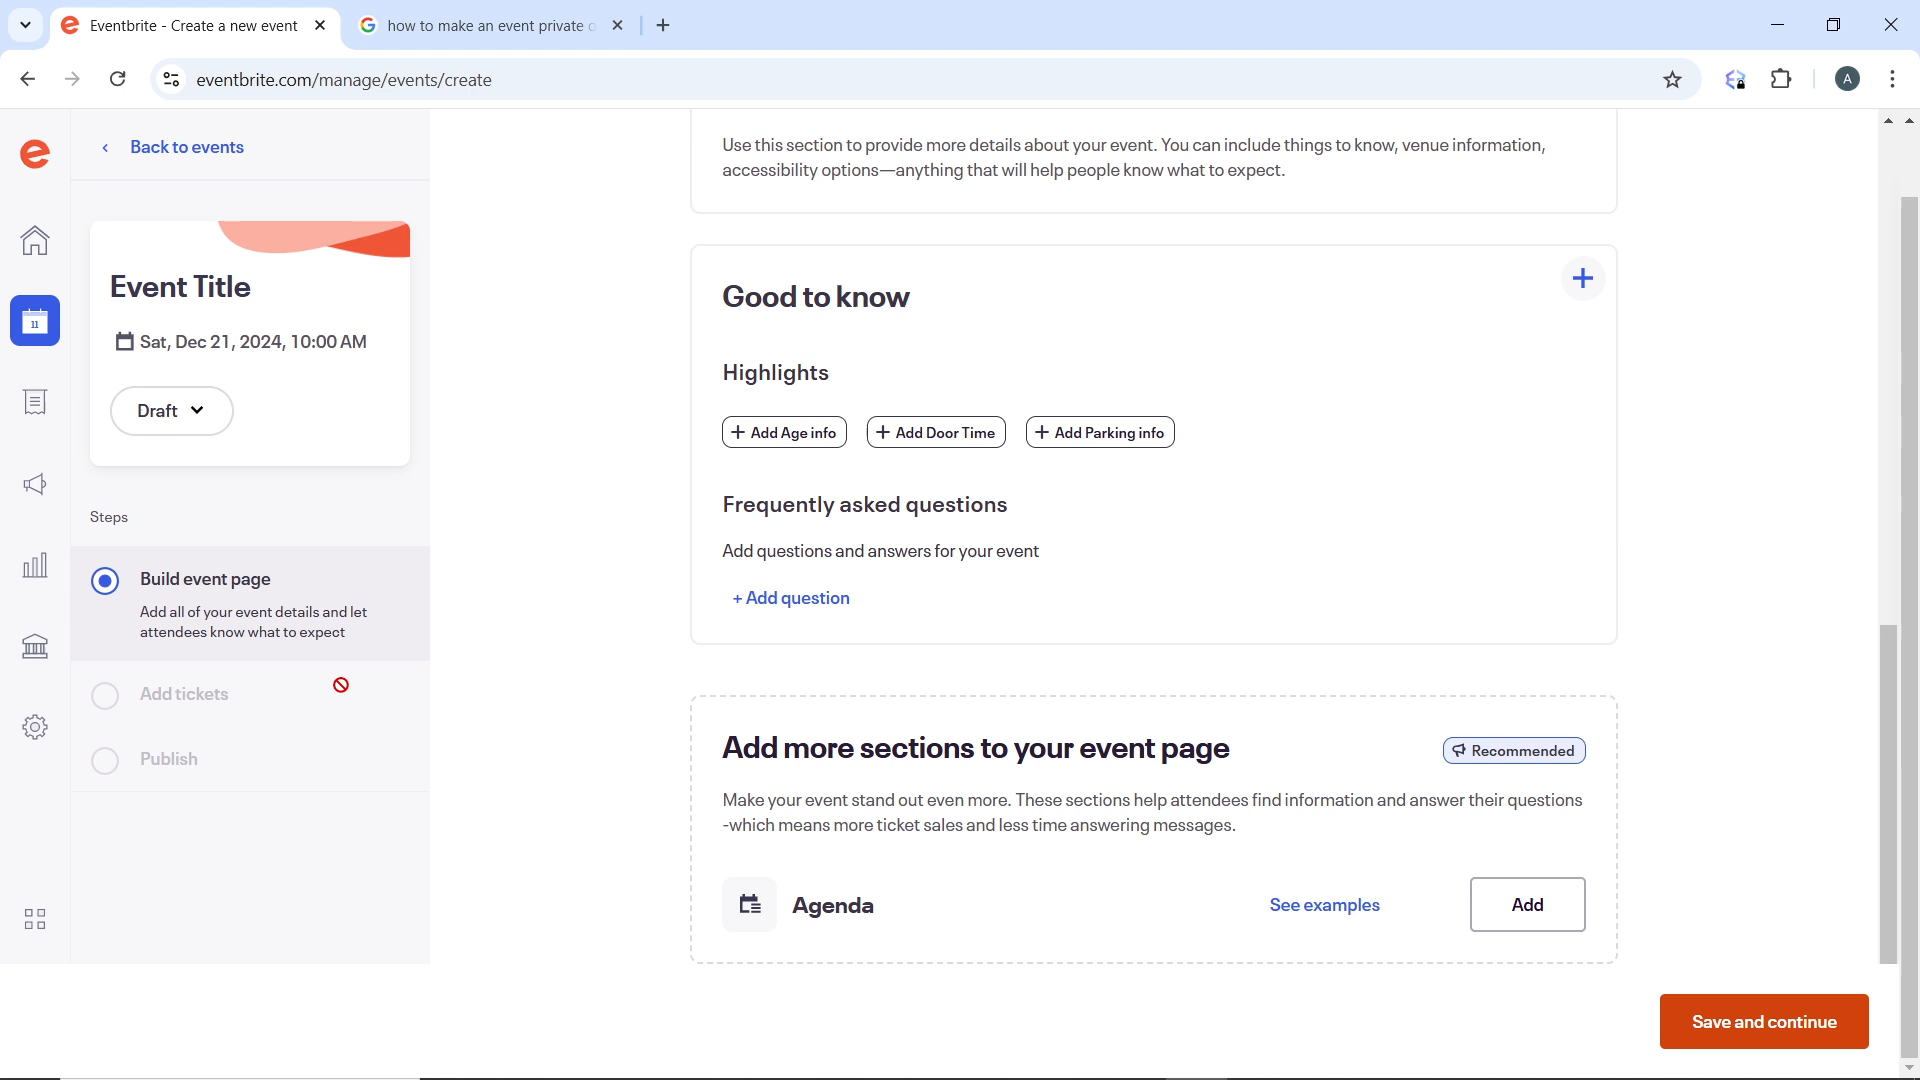 Eventbrite - Create a new event
how to make an event private o
eventbrite.com/manage/events/create
A
Back to events
Event Title
Sat, Dec 21, 2024, 10:00 AM
Draft
Steps
Build event page
Add all of your event details and let
attendees know what to expect
Add tickets
Publish
11
Use this section to provide more details about your event. You can include things to know, venue information,
accessibility options—anything that will help people know what to expect.
Good to know
Highlights
+ Add Age info
+ Add Door Time
+ Add Parking info
Frequently asked questions
Add questions and answers for your event
+ Add question
Add more sections to your event page
Recommended
Make your event stand out even more. These sections help attendees find information and answer their questions
-which means more ticket sales and less time answering messages.
Agenda
See examples
Add
Save and continue